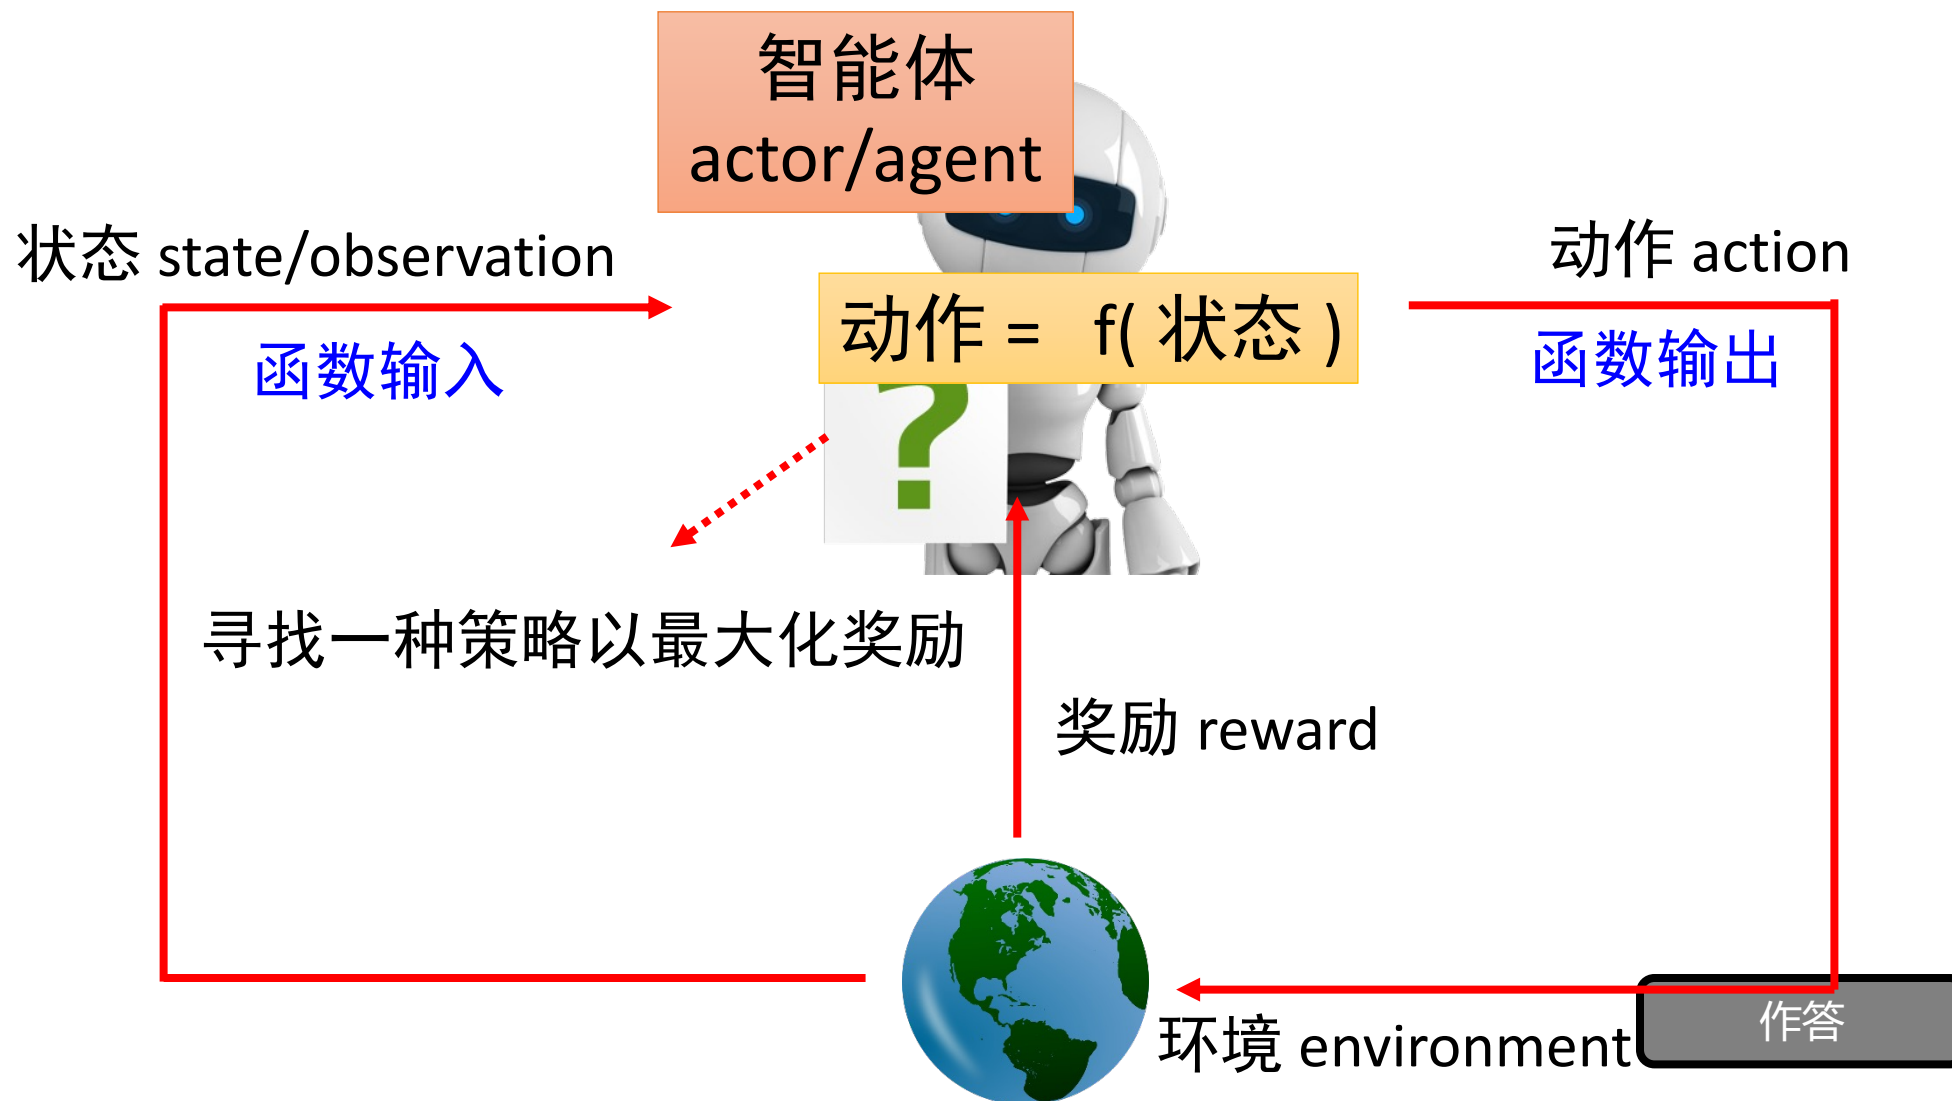 智能体
actor/agent
状态 state/observation
动作 action
动作 = f( 状态 )
函数输入
函数输出
?
寻找一种策略以最大化奖励
奖励 reward
环境 environment
作答